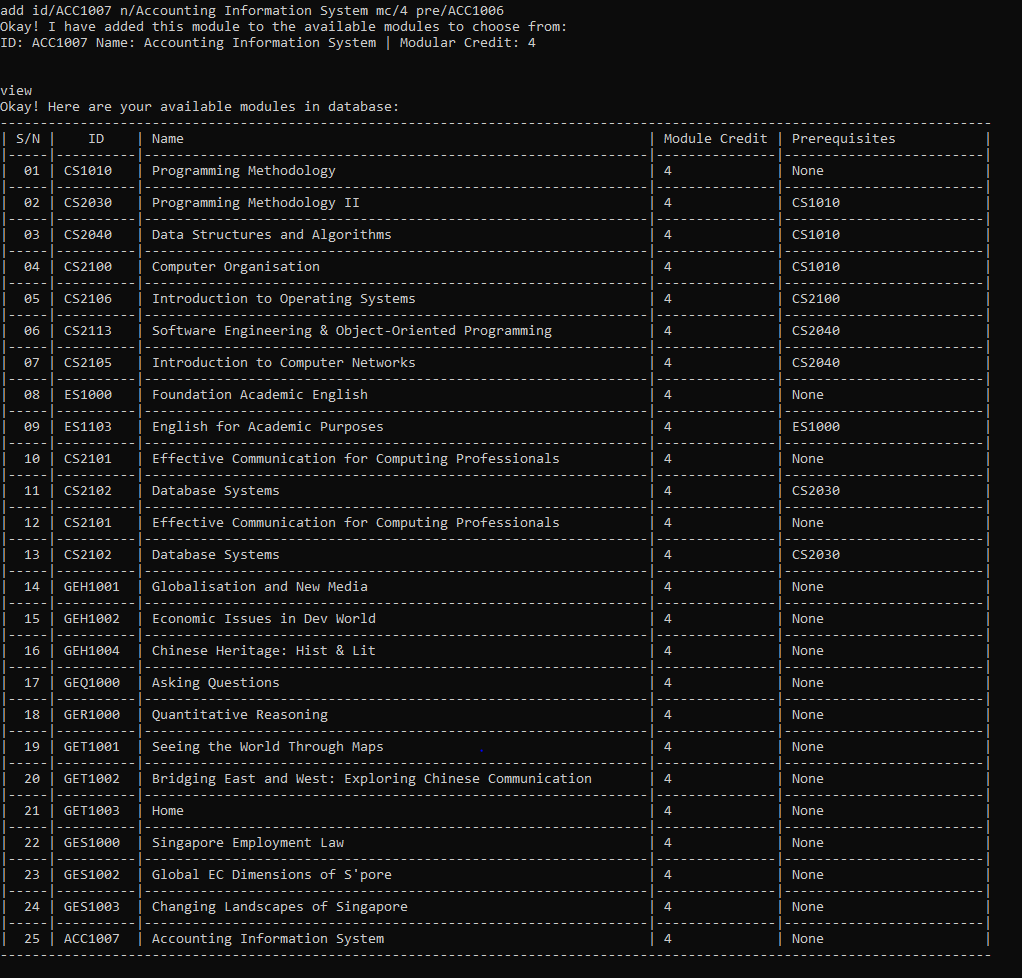 add id/ACC1007 n/Accounting Information System mc/4 pre/ACC1006
Okay! I have added this module to the available modules to choose from:
ID: ACC1007 Name: Accounting Information System | Modular Credit: 4
view
Okay! Here are your available modules in database:
| S/N | ID | Name | Module Credit | Prerequisites |
| 01 | CS1010 | Programming Methodology | 4 | None |
| 02 | CS2030 | Programming Methodology II | 4 | CS1010 |
| 03 | CS2040 | Data Structures and Algorithms | 4 | CS1010 |
| 04 | CS2100 | Computer Organisation | 4 | CS1010 |
| 05 | CS2106 | Introduction to Operating Systems | 4 | CS2100 |
| 06 | CS2113 | Software Engineering & Object-Oriented Programming | 4 | CS2040 |
| 07 | CS2105 | Introduction to Computer Networks | 4 | CS2040 |
| 08 | ES1000 | Foundation Academic English | 4 | None |
| 09 | ES1103 | English for Academic Purposes | 4 | ES1000 |
| 10 | CS2101 | Effective Communication for Computing Professionals | 4 | None |
| 11 | CS2102 | Database Systems | 4 | CS2030 |
| 12 | CS2101 | Effective Communication for Computing Professionals | 4 | None |
| 13 | CS2102 | Database Systems | 4 | CS2030 |
| 14 | GEH1001 | Globalisation and New Media | 4 | None |
| 15 | GEH1002 | Economic Issues in Dev World | 4 | None |
| 16 | GEH1004 | Chinese Heritage: Hist & Lit | 4 | None |
| 17 | GEQ1000 | Asking Questions | 4 | None |
| 18 | GER1000 | Quantitative Reasoning | 4 | None |
| 19 | GET1001 | Seeing the World Through Maps | 4 | None |
| 20 | GET1002 | Bridging East and West: Exploring Chinese Communication | 4 | None |
| 21 | GET1003 | Home | 4 | None |
| 22 | GES1000 | Singapore Employment Law | 4 | None |
| 23 | GES1002 | Global EC Dimensions of S'pore | 4 | None |
| 24 | GES1003 | Changing Landscapes of Singapore | 4 | None |
| 25 | ACC1007 | Accounting Information System | 4 | None |